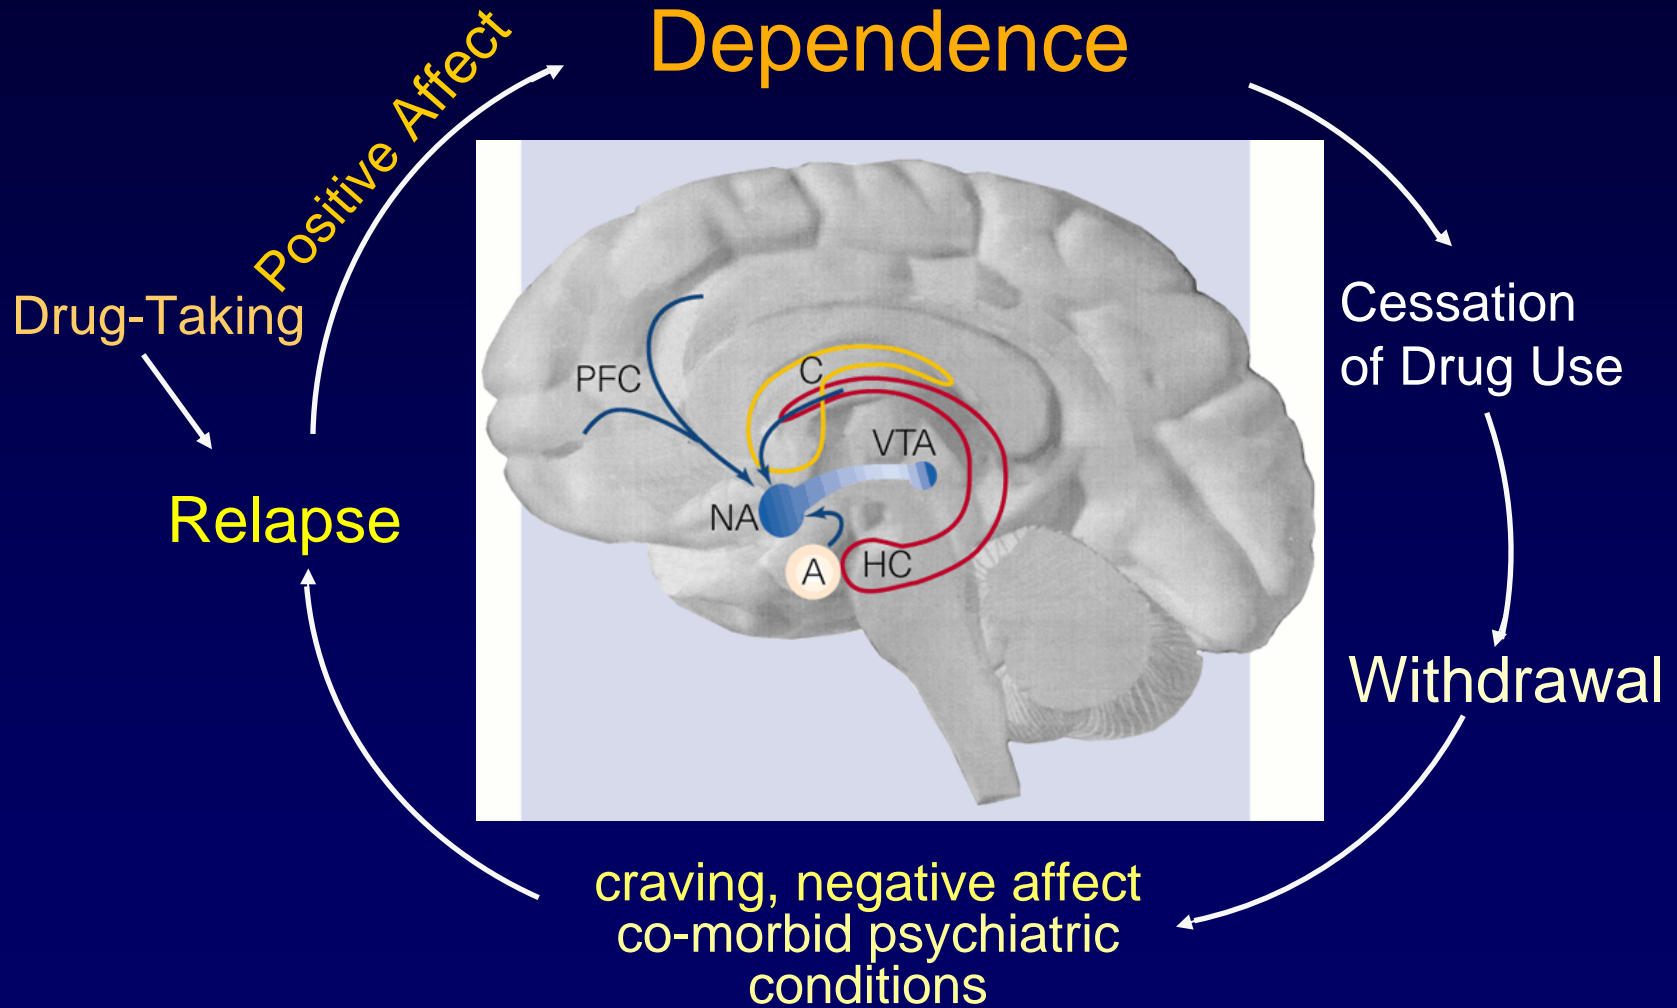 Dependence
Positive Affect
Drug-Taking
Cessation
of Drug Use
PFC
C
VTA
NA
A
HC
Relapse
Withdrawal
craving, negative affect
co-morbid psychiatric
conditions